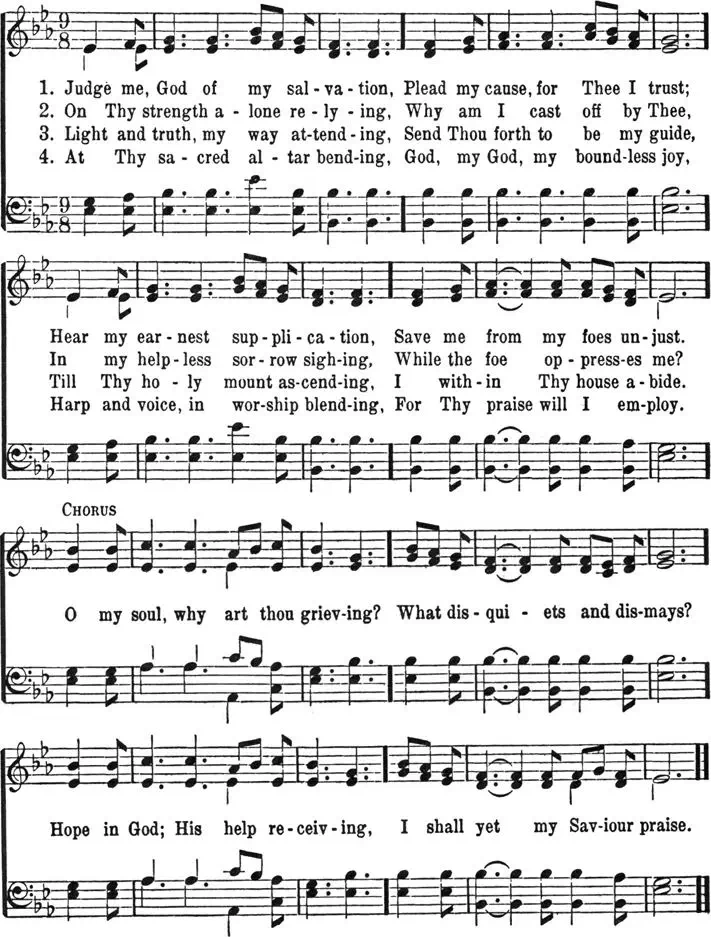 1. Judge me, God of my sal - va - tion, Plead my cause, for Thee I trust;
2. On Thy strength a - lone re - ly - ing, Why am I cast off by Thee,
3. Light and truth, my way at-tend - ing, Send Thou forth to be my guide,
4. At Thy sa - cred al - tar bend-ing, God, my God, my bound-less joy,
Hear my ear - nest sup - pli - ca - tion, Save me from my foes un-just.
In my help - less sor - row sigh-ing, While the foe op - press-es me?
Till Thy ho - ly mount as-cend-ing, I with - in Thy house a - bide.
Harp and voice, in wor-ship blend-ing, For Thy praise will I em-ploy.
CHORUS
O my soul, why art thou griev-ing? What dis - qui - ets and dis-mays?
Hope in God; His help re-ceiv - ing, I shall yet my Sav-iour praise.